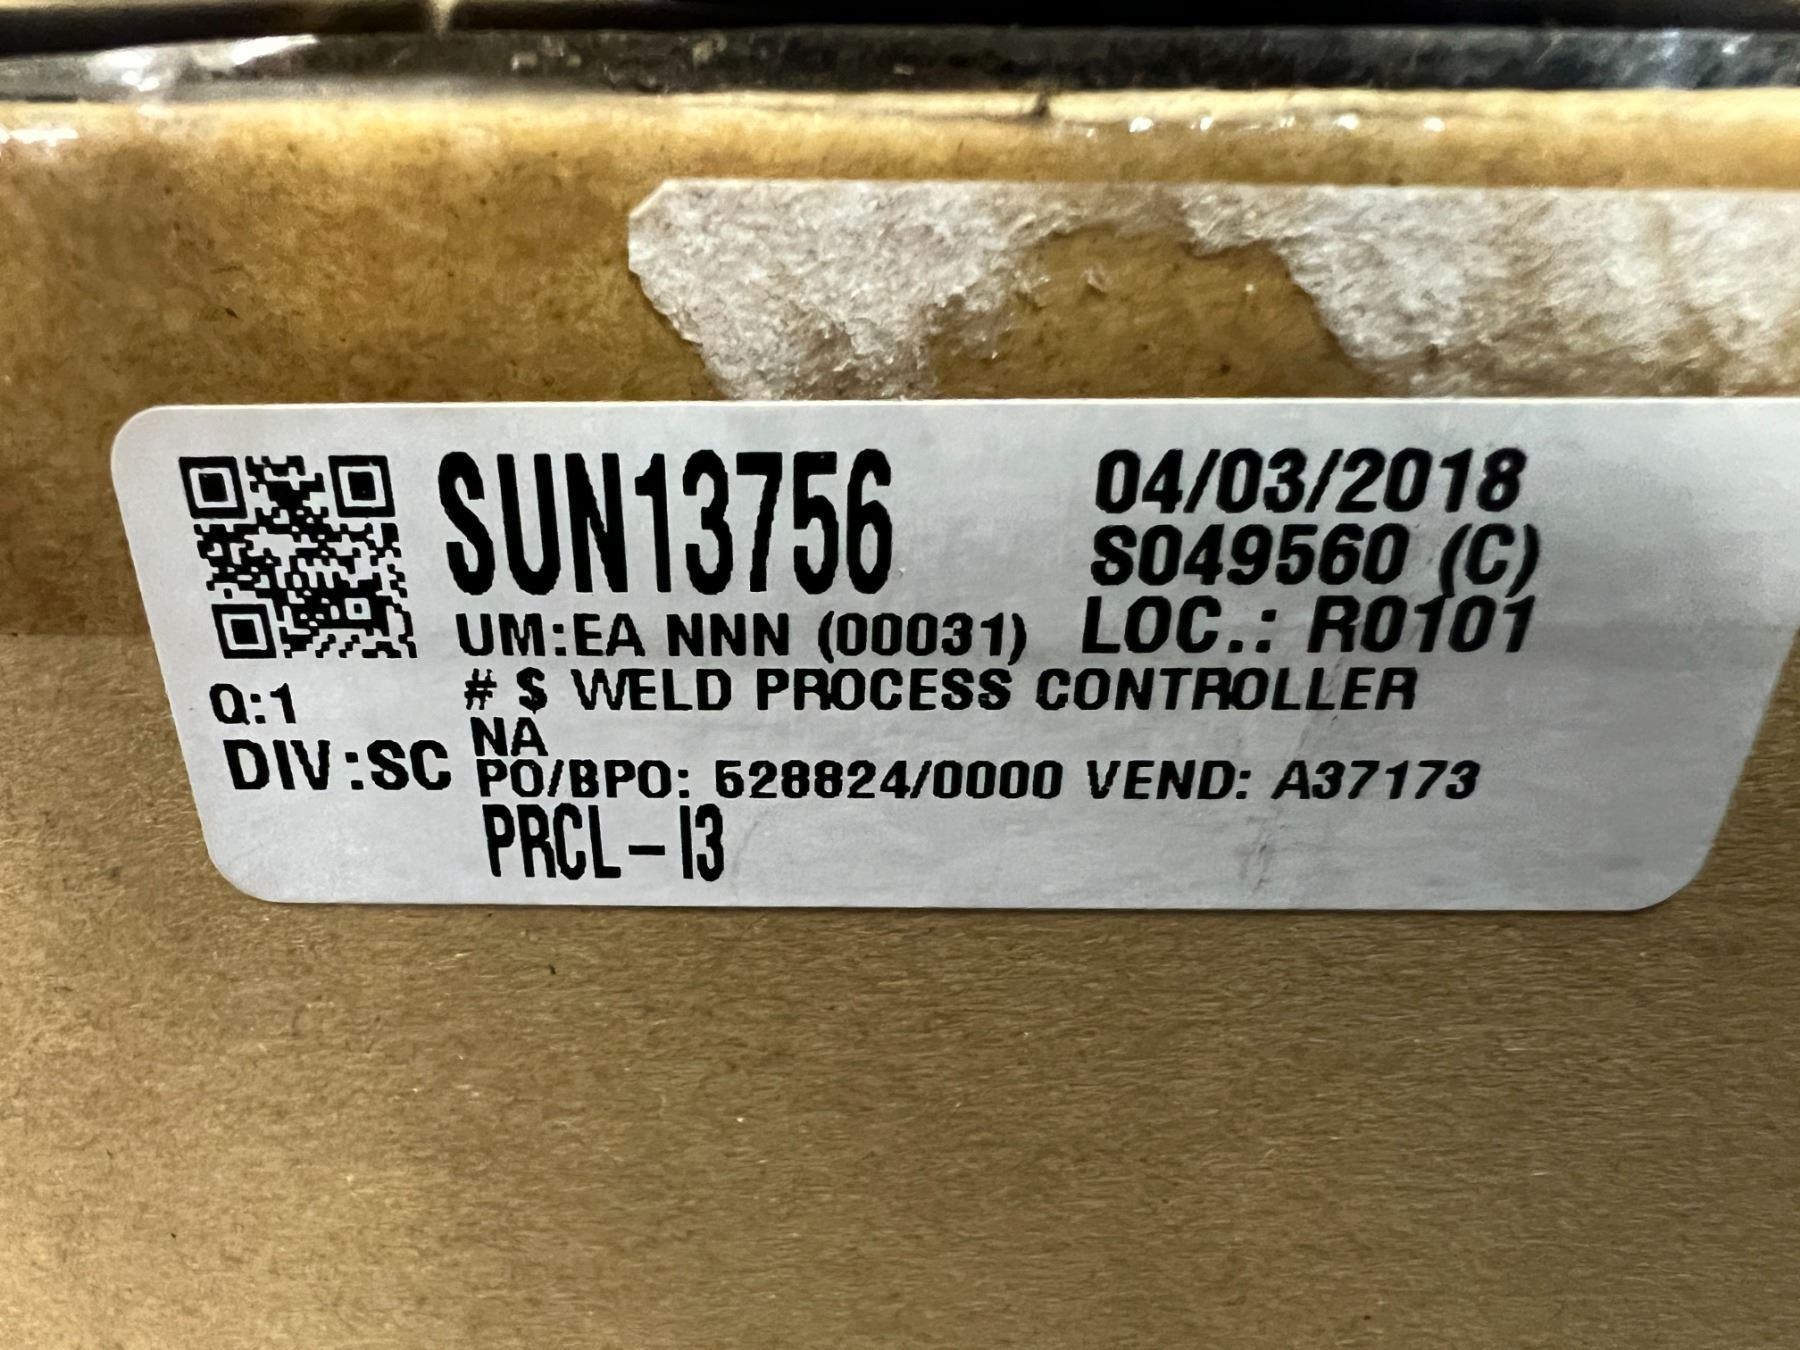 SUN13756
04/03/2018
S049560 (C)
UM:EA NNN (00031)
LOC.: R0101
Q:1
# $ WELD PROCESS CONTROLLER
NA
DIV:SC
PO/BPO: 528824/0000 VEND: A37173
PRCL-I3